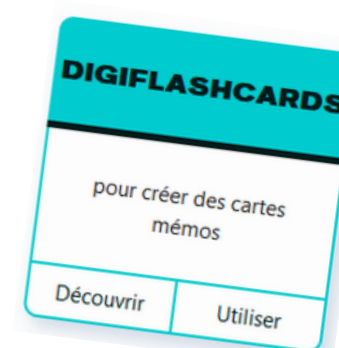 DIGIFLASHCARDS
pour créer des cartes
mémos
Découvrir
Utiliser